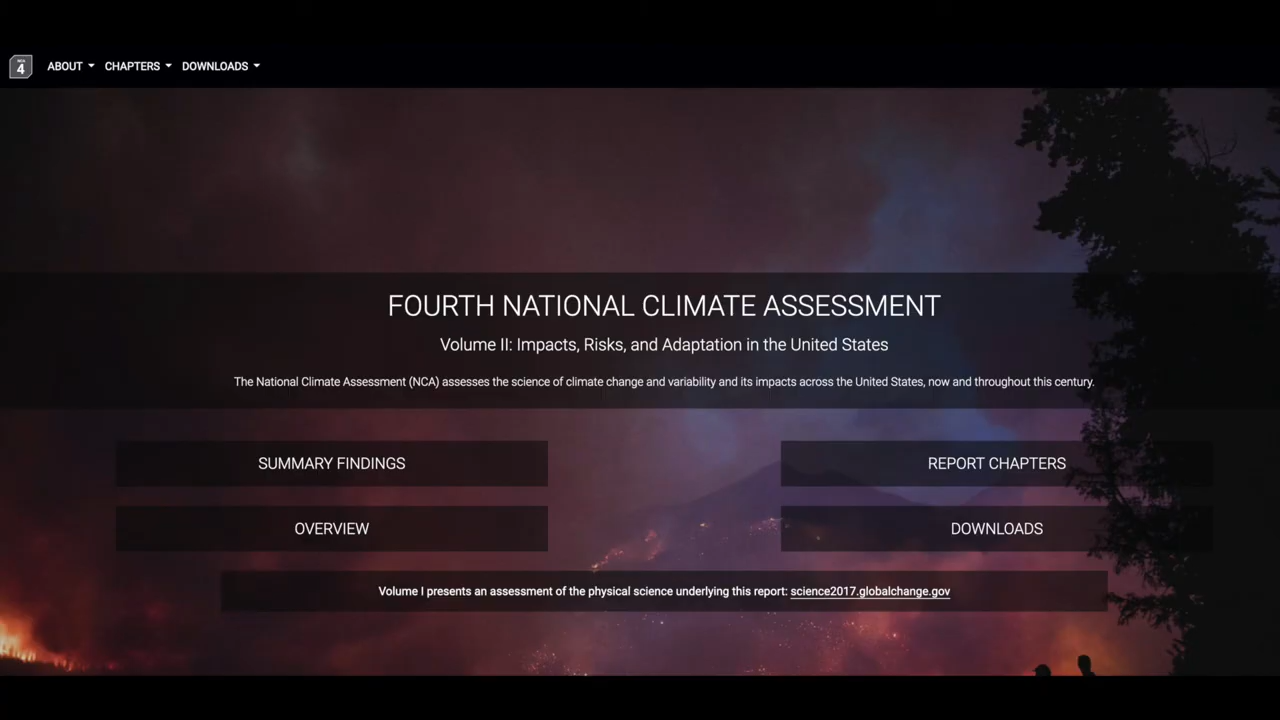 NCA
4
ABOUT
CHAPTERS
DOWNLOADS
FOURTH NATIONAL CLIMATE ASSESSMENT
Volume II: Impacts, Risks, and Adaptation in the United States
The National Climate Assessment (NCA) assesses the science of climate change and variability and its impacts across the United States, now and throughout this century.
SUMMARY FINDINGS
REPORT CHAPTERS
OVERVIEW
DOWNLOADS
Volume I presents an assessment of the physical science underlying this report: science2017.globalchange.gov